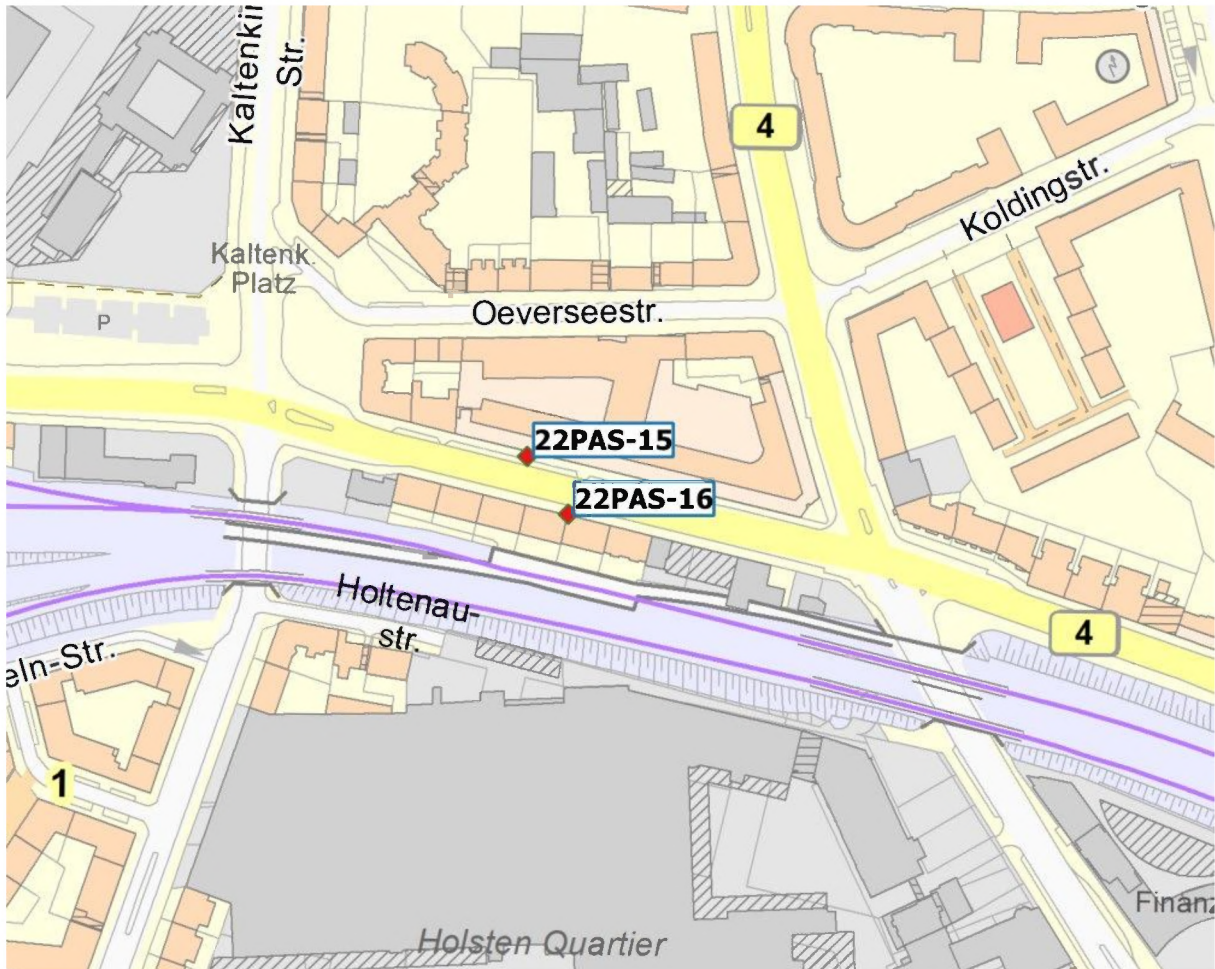 Kaltenkir
Str.
4
Koldingstr.
Kaltenk.
Platz
P
Oeverseestr.
22PAS-15
22PAS-16
Holtenau-
str.
4
eln-Str.
1
Finanz
Holsten Quartier